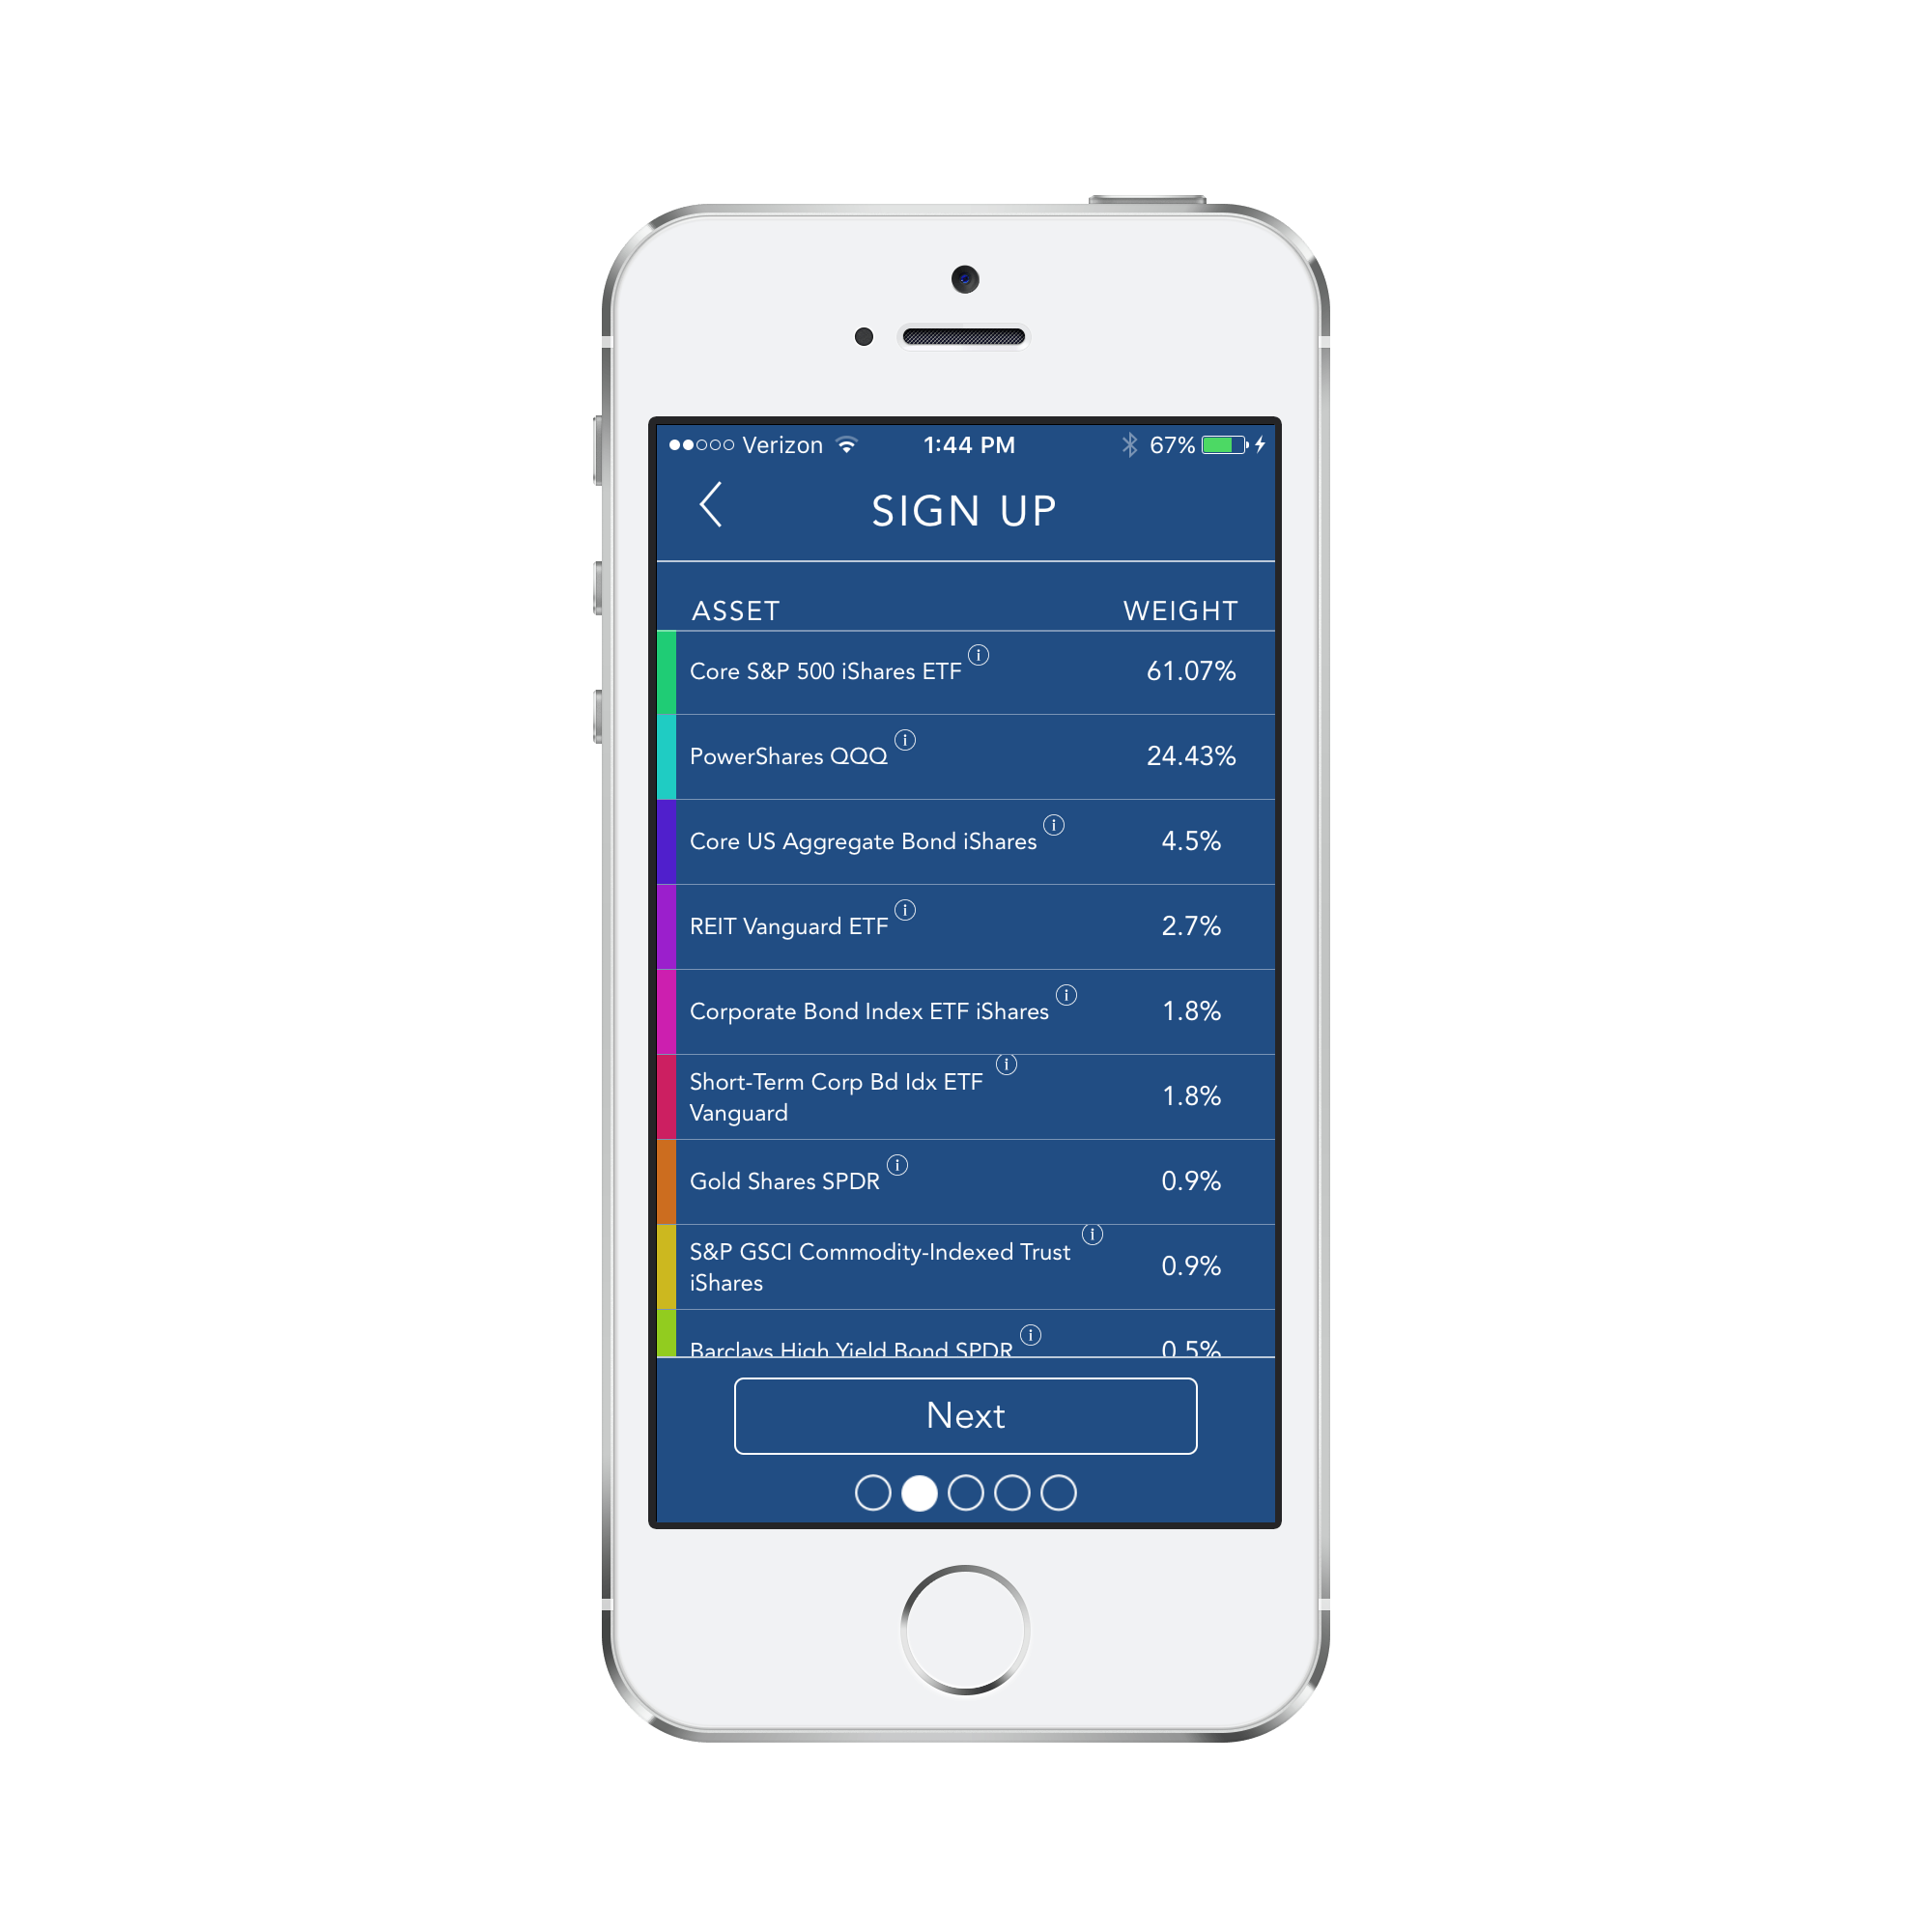 Verizon 1:44 PM 67%
SIGN UP
ASSET WEIGHT
Core S&P 500 iShares ETF 61.07%
PowerShares QQQ 24.43%
Core US Aggregate Bond iShares 4.5%
REIT Vanguard ETF 2.7%
Corporate Bond Index ETF iShares 1.8%
Short-Term Corp Bd Idx ETF
Vanguard 1.8%
Gold Shares SPDR 0.9%
S&P GSCI Commodity-Indexed Trust
iShares 0.9%
Barclays High Yield Bond SPDR 0.5%
Next